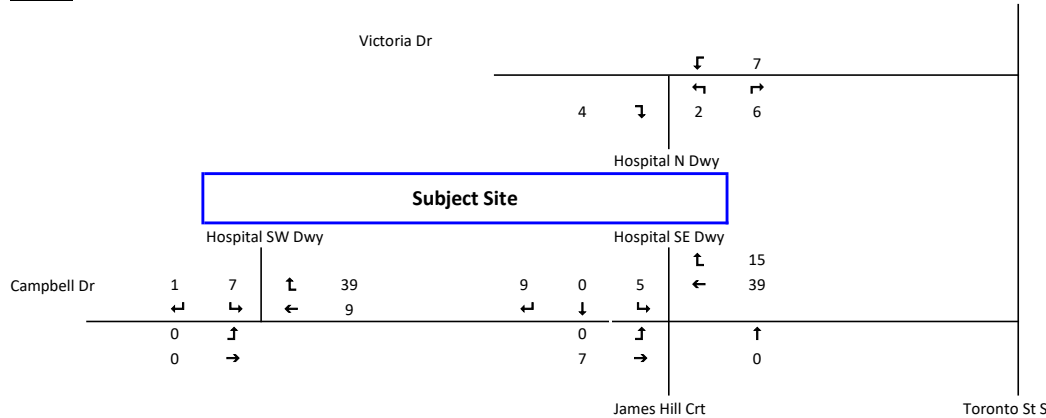 Victoria Dr
7
4 2 6
Hospital N Dwy
Subject Site
Hospital SW Dwy Hospital SE Dwy
15
Campbell Dr 1 7 39 9 0 5 39
9
0 0
0 7 0
James Hill Crt Toronto St S